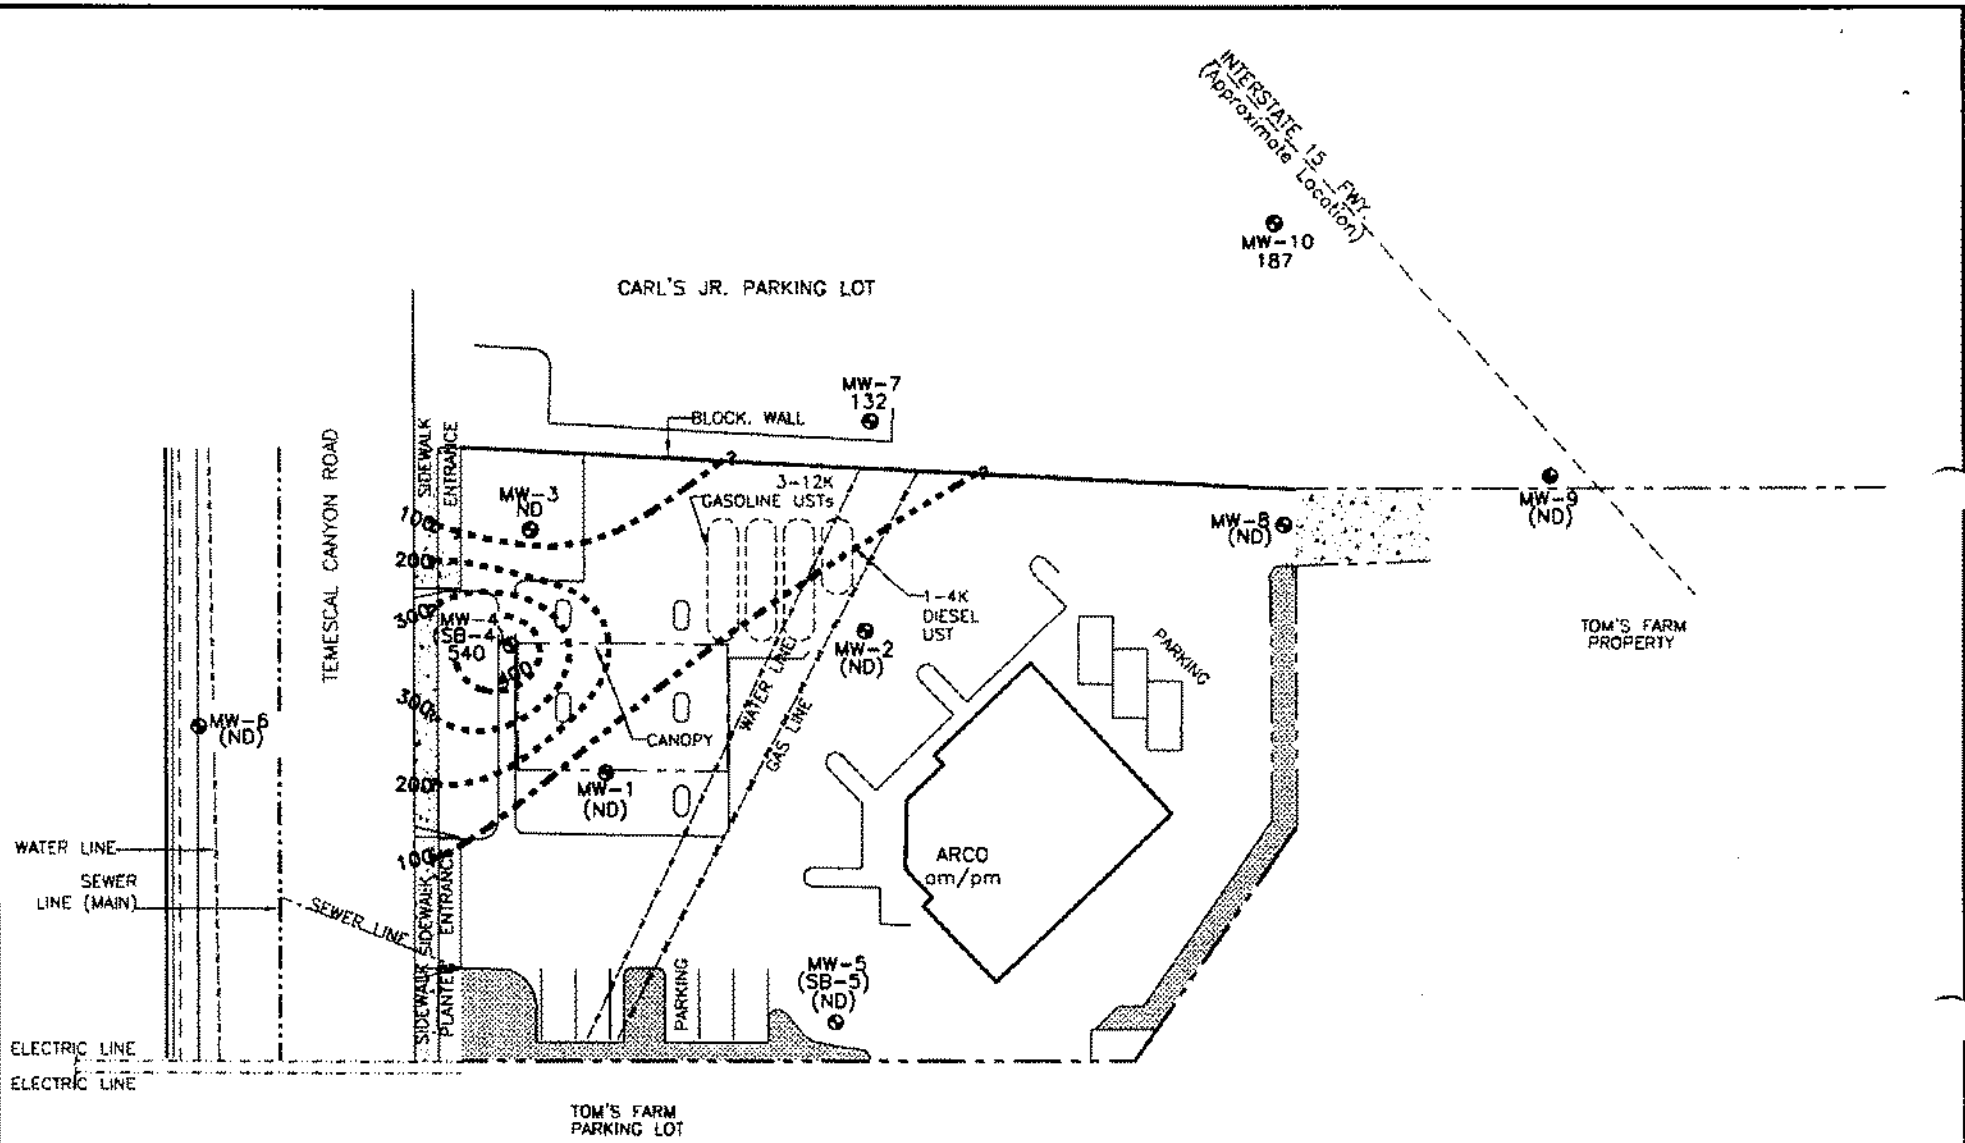 INTERSTATE 15 FWY.
(Approximate Location)
MW-10
187
CARL'S JR. PARKING LOT
MW-7
132
BLOCK WALL
TEMESCAL CANYON ROAD
SIDEWALK
ENTRANCE
?
?
MW-3
ND
3-12K
GASOLINE USTs
MW-9
(ND)
MW-8
(ND)
100
200
300
MW-4
(SB-4)
540
400
300
200
100
1-4K
DIESEL
UST
MW-2
(ND)
TOM'S FARM
PROPERTY
PARKING
WATER LINE
GAS LINE
MW-6
(ND)
CANOPY
MW-1
(ND)
WATER LINE
SEWER
LINE (MAIN)
SEWER LINE
SIDEWALK
ENTRANCE
ARCO
am/pm
SIDEWALK
PLANTER
PARKING
MW-5
(SB-5)
(ND)
ELECTRIC LINE
ELECTRIC LINE
TOM'S FARM
PARKING LOT